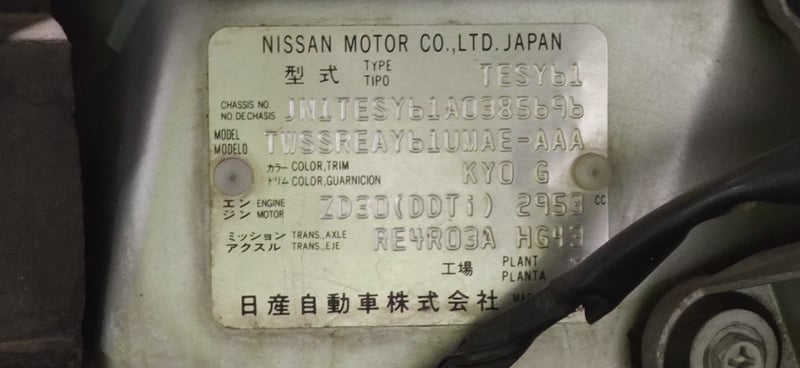 NISSAN MOTOR CO.,LTD. JAPAN
型式 TYPE TIPO TESY61
CHASSIS NO NO DE CHASIS JN1TESY61A0385696
MODEL MODELO TWSSREAY61UMAE-AAA
カラー COLOR,TRIM トリム COLOR,GUARNICION KY0 G
エンジン ENGINE MOTOR ZD30(DDTi) 2953 CC
ミッション TRANS.,AXLE アクスル TRANS.,EJE RE4R03A HG43
工場 PLANT PLANTA
日産自動車株式会社